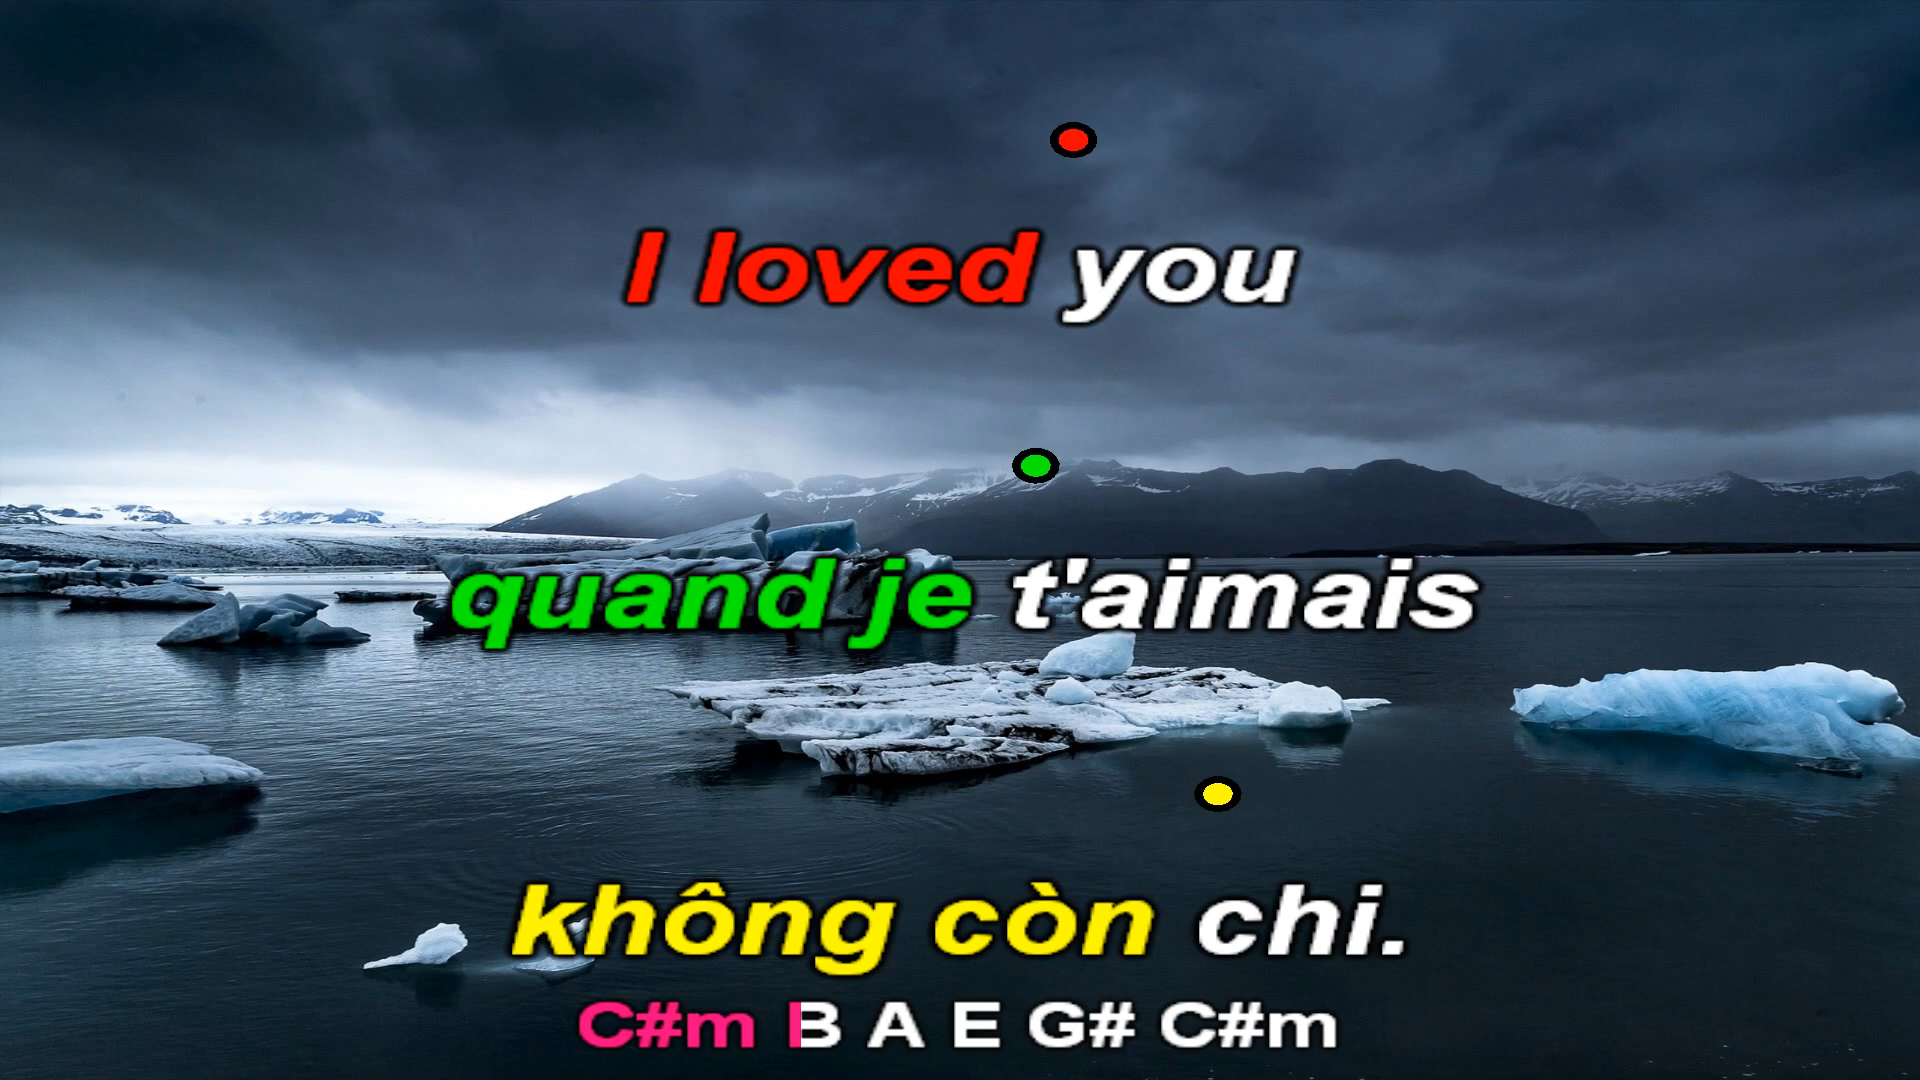 I loved you
quand je t'aimais
không còn chi.
C#m B A E G# C#m